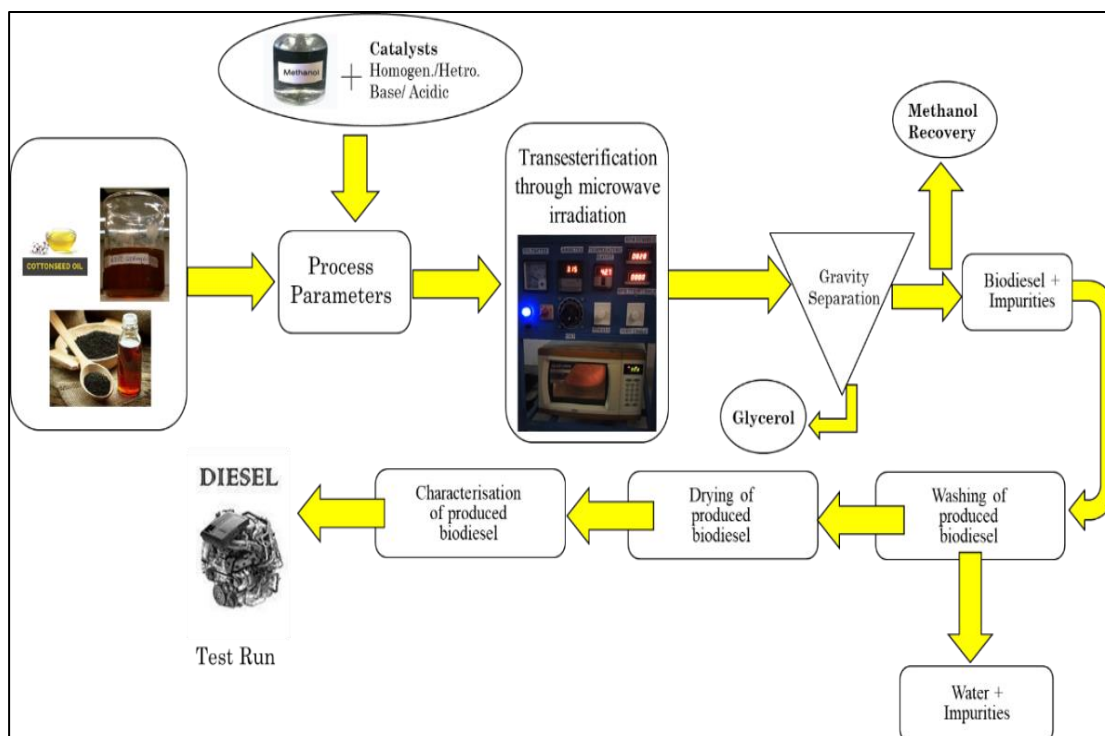 Catalysts
Homogen./Hetro.
Base/ Acidic
Methanol
+
COTTONSEED OIL
Process
Parameters
Transesterification
through microwave
irradiation
Gravity
Separation
Methanol
Recovery
Biodiesel +
Impurities
Glycerol
Washing of
produced
biodiesel
Water +
Impurities
Drying of
produced
biodiesel
Characterisation
of produced
biodiesel
DIESEL
Test Run